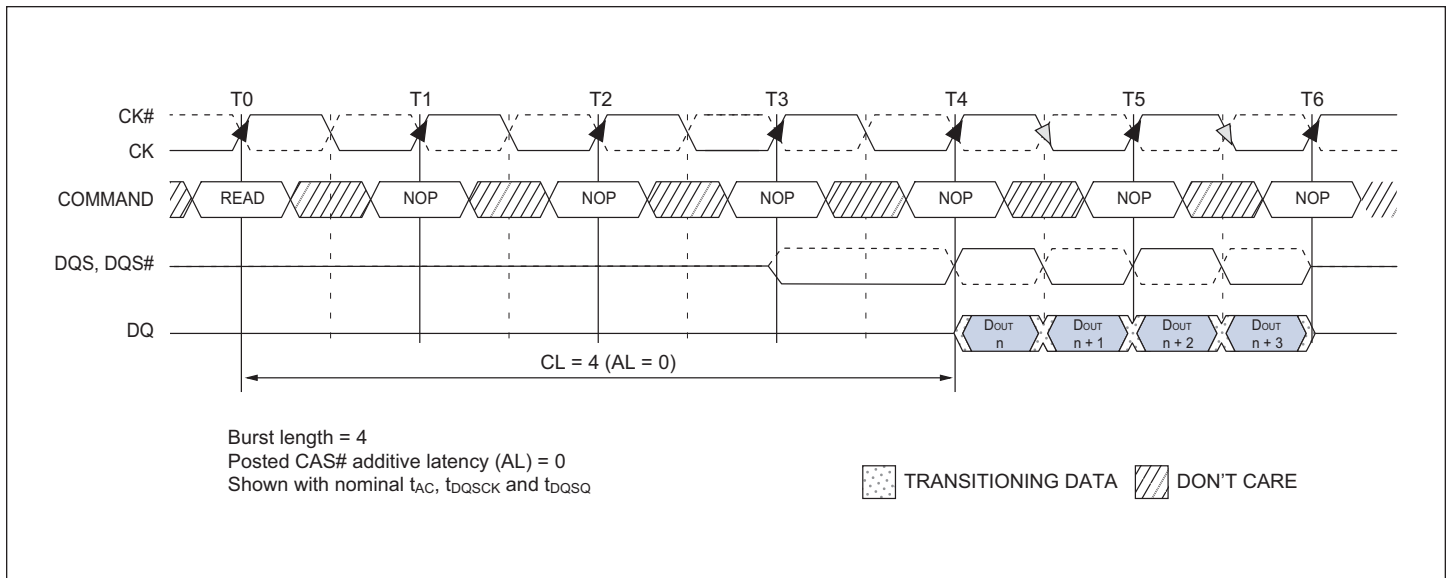 T0 T1 T2 T3 T4 T5 T6
CK#
CK
COMMAND READ NOP NOP NOP NOP NOP NOP
DQS, DQS#
DQ DOUT n DOUT n + 1 DOUT n + 2 DOUT n + 3
CL = 4 (AL = 0)
Burst length = 4
Posted CAS# additive latency (AL) = 0
Shown with nominal tAC, tDQSCK and tDQSQ
TRANSITIONING DATA DON'T CARE